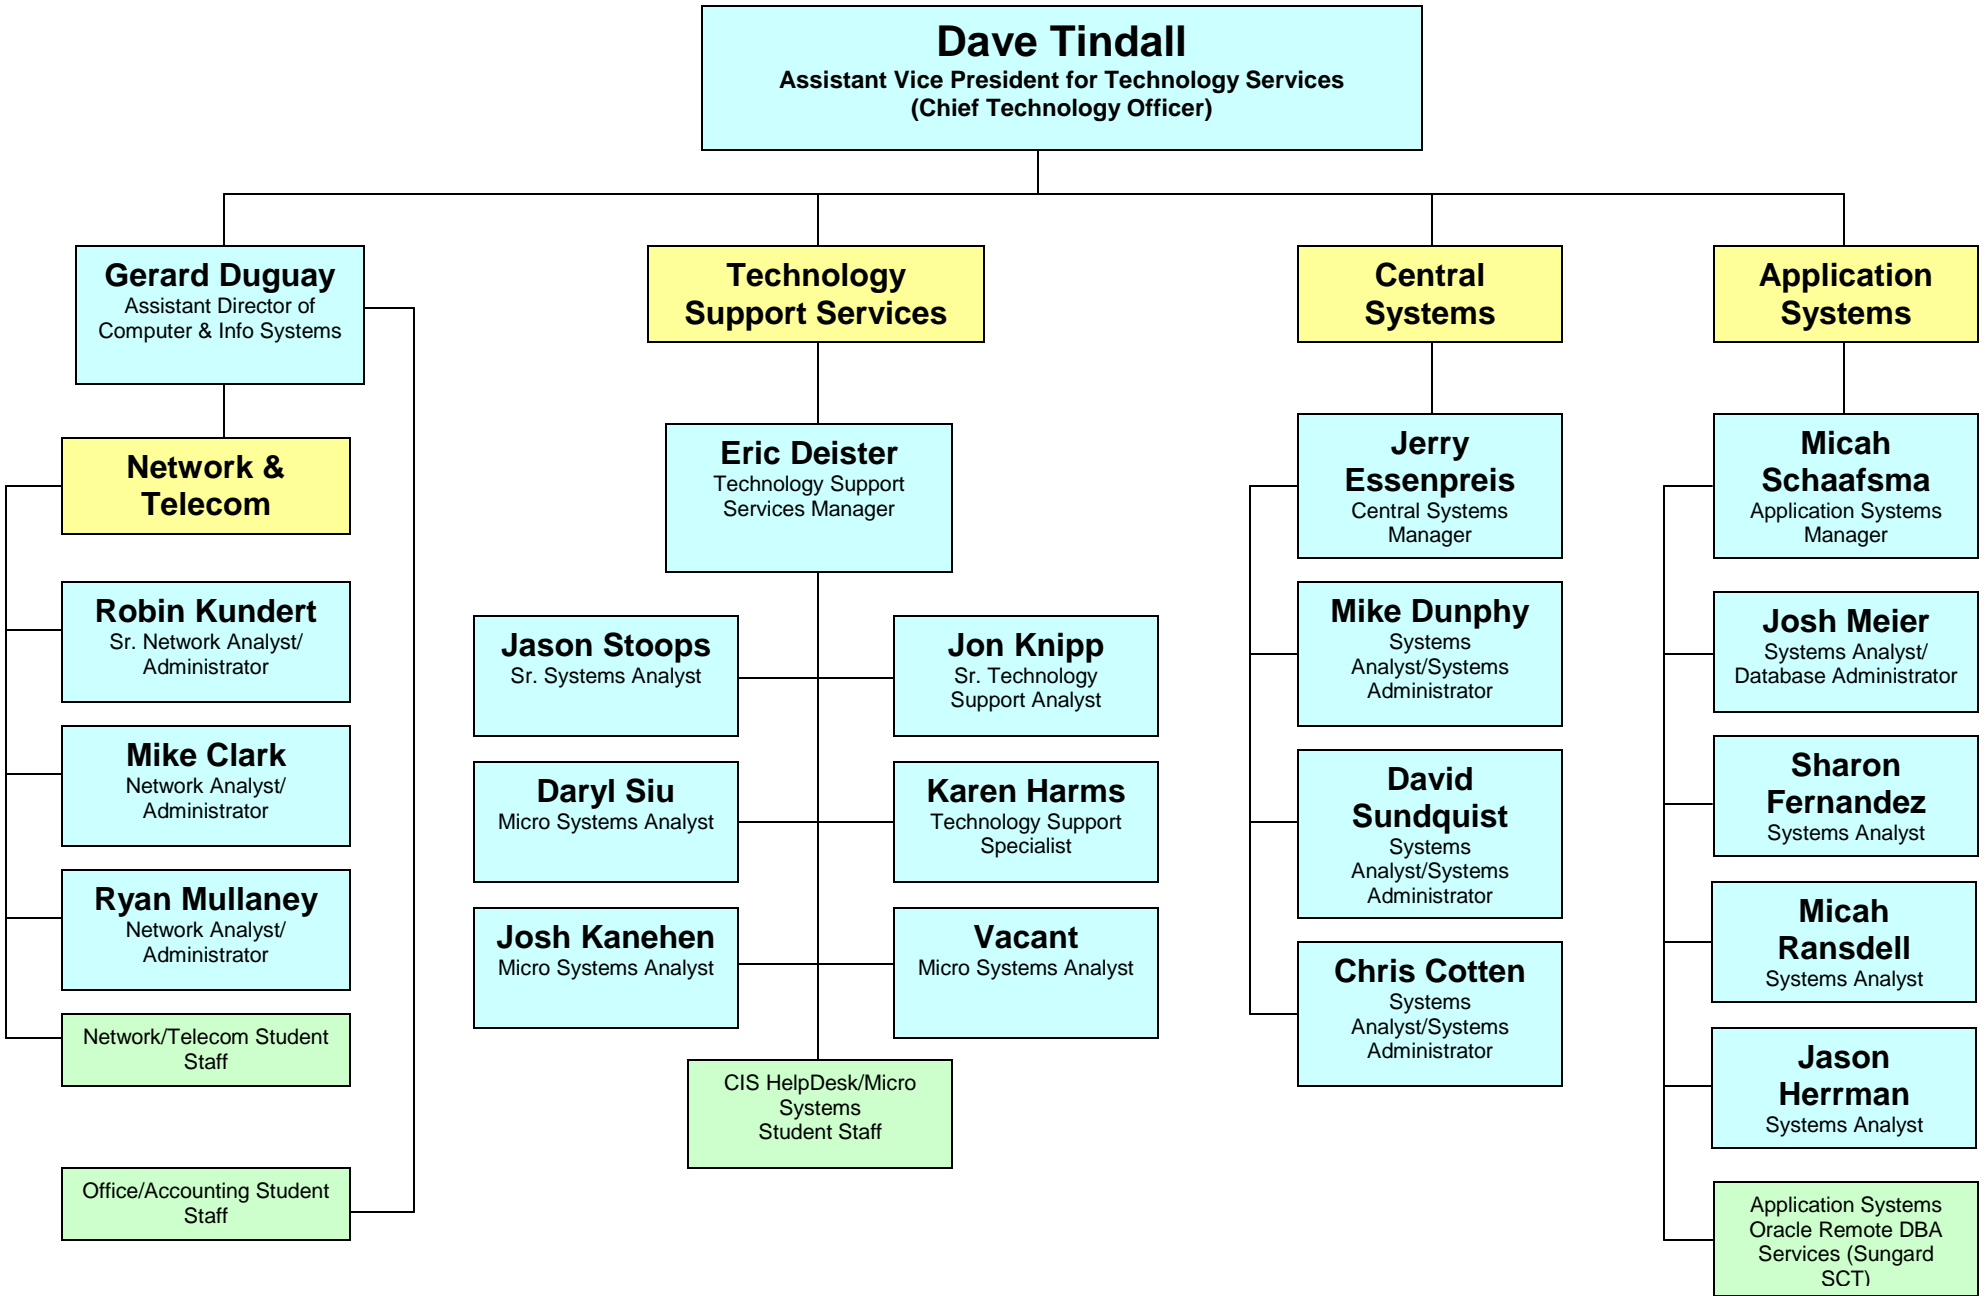 Dave Tindall
Assistant Vice President for Technology Services
(Chief Technology Officer)
Gerard Duguay
Assistant Director of
Computer & Info Systems
Network &
Telecom
Robin Kundert
Sr. Network Analyst/
Administrator
Mike Clark
Network Analyst/
Administrator
Ryan Mullaney
Network Analyst/
Administrator
Network/Telecom Student
Staff
Office/Accounting Student
Staff
Technology
Support Services
Eric Deister
Technology Support
Services Manager
Jason Stoops
Sr. Systems Analyst
Jon Knipp
Sr. Technology
Support Analyst
Daryl Siu
Micro Systems Analyst
Karen Harms
Technology Support
Specialist
Josh Kanehen
Micro Systems Analyst
Vacant
Micro Systems Analyst
CIS HelpDesk/Micro
Systems
Student Staff
Central
Systems
Jerry
Essenpreis
Central Systems
Manager
Mike Dunphy
Systems
Analyst/Systems
Administrator
David
Sundquist
Systems
Analyst/Systems
Administrator
Chris Cotten
Systems
Analyst/Systems
Administrator
Application
Systems
Micah
Schaafsma
Application Systems
Manager
Josh Meier
Systems Analyst/
Database Administrator
Sharon
Fernandez
Systems Analyst
Micah
Ransdell
Systems Analyst
Jason
Herrman
Systems Analyst
Application Systems
Oracle Remote DBA
Services (Sungard
SCT)